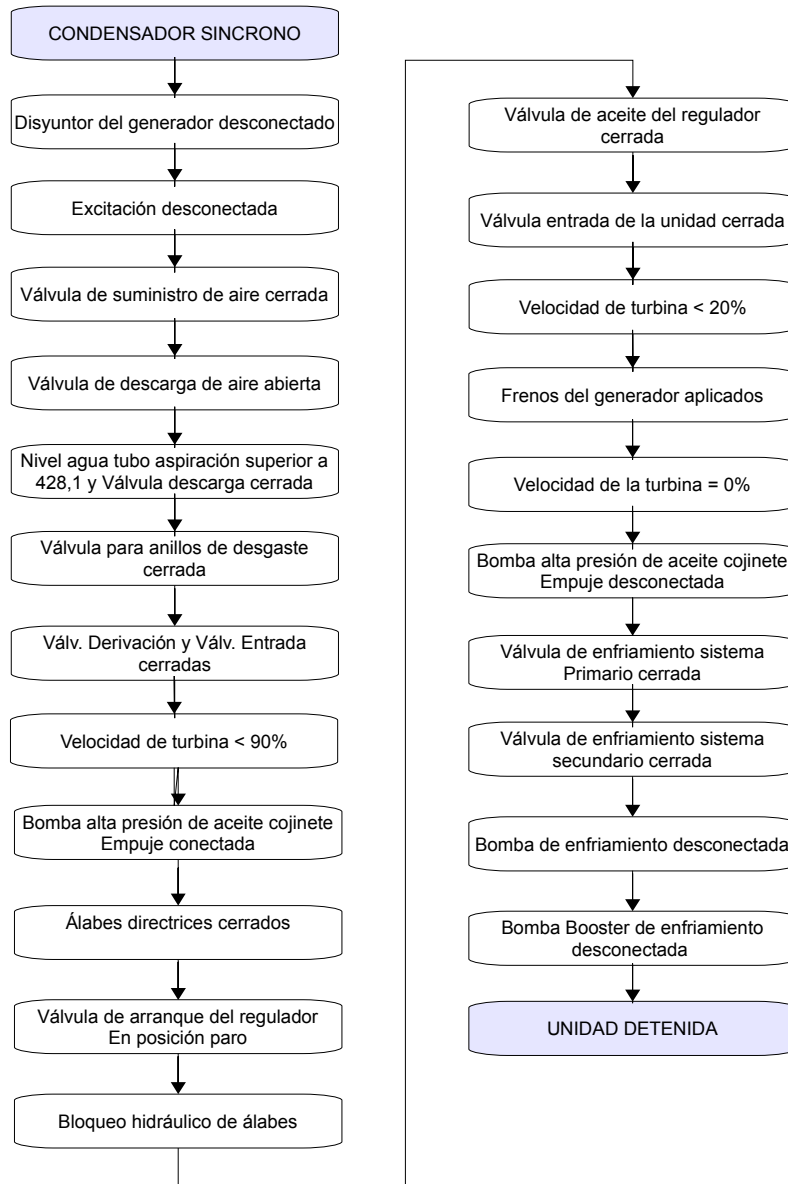 CONDENSADOR SINCRONO
Disyuntor del generador desconectado
Excitación desconectada
Válvula de suministro de aire cerrada
Válvula de descarga de aire abierta
Nivel agua tubo aspiración superior a
428,1 y Válvula descarga cerrada
Válvula para anillos de desgaste
cerrada
Válv. Derivación y Válv. Entrada
cerradas
Velocidad de turbina < 90%
Bomba alta presión de aceite cojinete
Empuje conectada
Álabes directrices cerrados
Válvula de arranque del regulador
En posición paro
Bloqueo hidráulico de álabes
Válvula de aceite del regulador
cerrada
Válvula entrada de la unidad cerrada
Velocidad de turbina < 20%
Frenos del generador aplicados
Velocidad de la turbina = 0%
Bomba alta presión de aceite cojinete
Empuje desconectada
Válvula de enfriamiento sistema
Primario cerrada
Válvula de enfriamiento sistema
secundario cerrada
Bomba de enfriamiento desconectada
Bomba Booster de enfriamiento
desconectada
UNIDAD DETENIDA